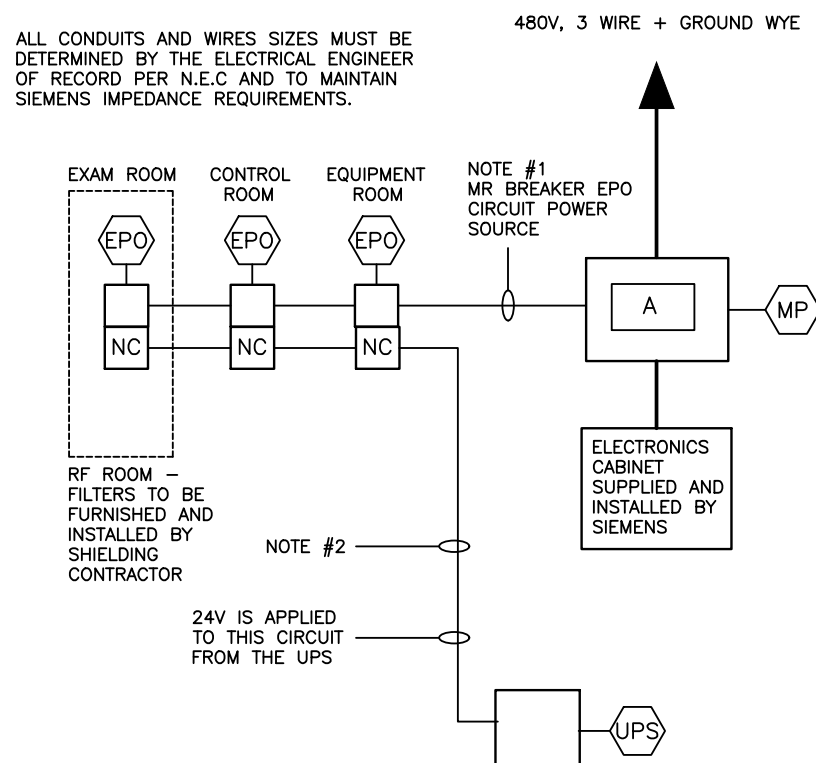 480V, 3 WIRE + GROUND WYE
ALL CONDUITS AND WIRES SIZES MUST BE
DETERMINED BY THE ELECTRICAL ENGINEER
OF RECORD PER N.E.C AND TO MAINTAIN
SIEMENS IMPEDANCE REQUIREMENTS.
EXAM ROOM
CONTROL
ROOM
EQUIPMENT
ROOM
NOTE #1
MR BREAKER EPO
CIRCUIT POWER
SOURCE
EPO
EPO
EPO
A
MP
NC
NC
NC
ELECTRONICS
CABINET
SUPPLIED AND
INSTALLED BY
SIEMENS
RF ROOM –
FILTERS TO BE
FURNISHED AND
INSTALLED BY
SHIELDING
CONTRACTOR
NOTE #2
24V IS APPLIED
TO THIS CIRCUIT
FROM THE UPS
UPS